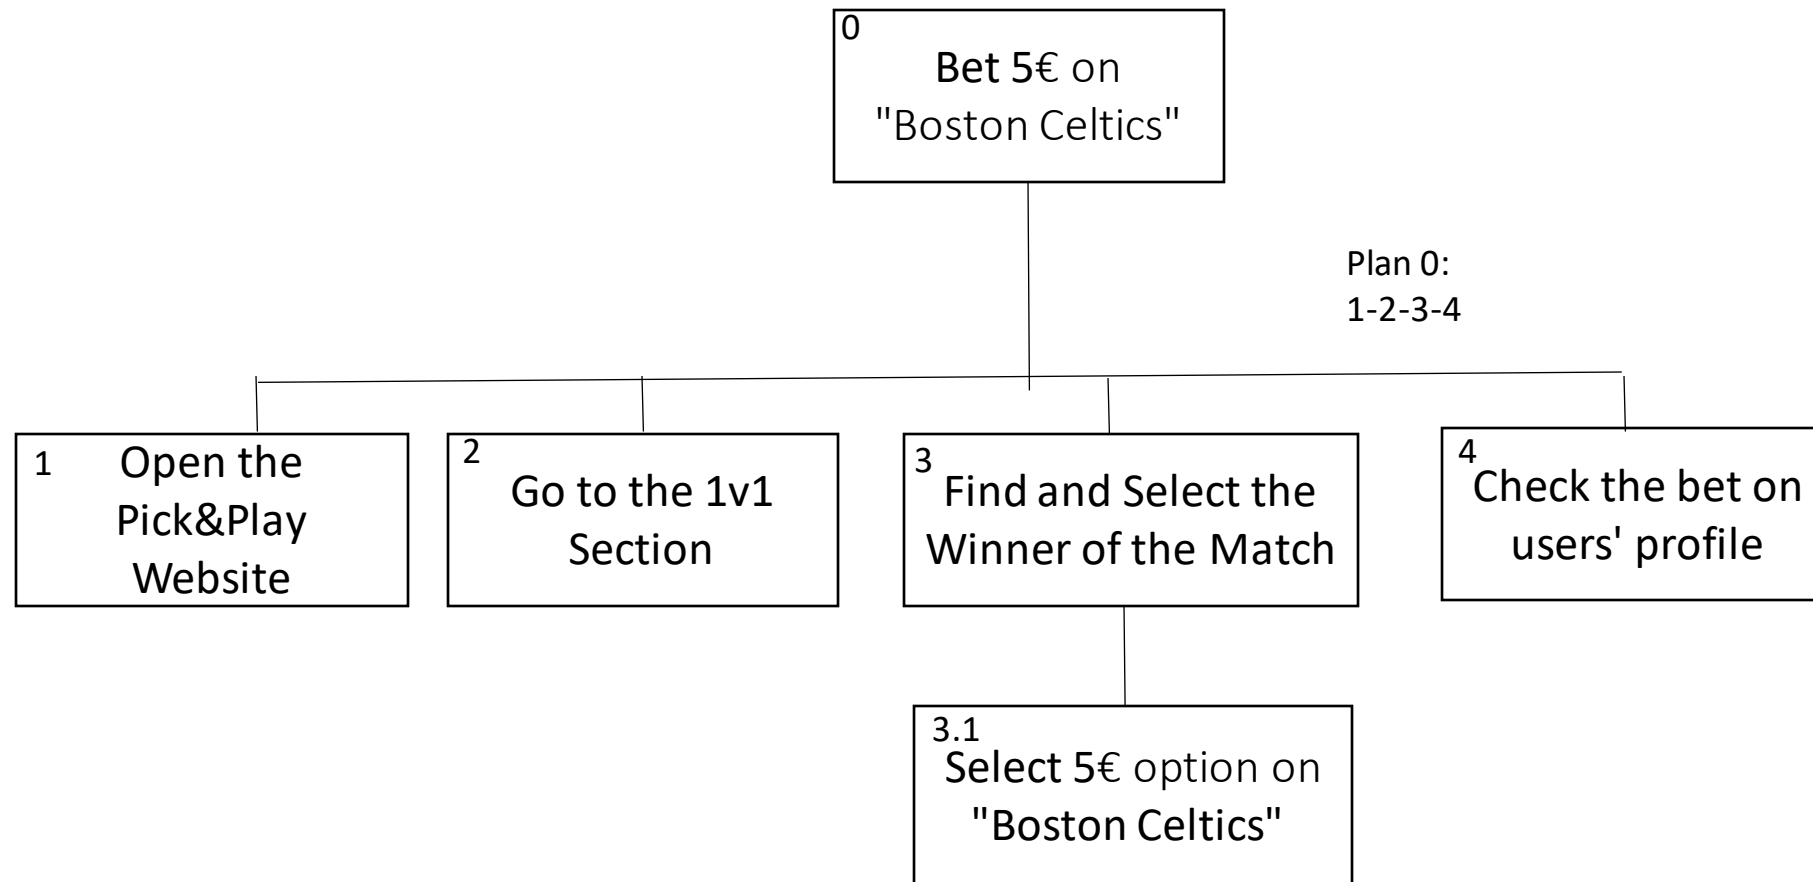 0
Bet 5€ on
"Boston Celtics"
Plan 0:
1-2-3-4
1
Open the
Pick&Play
Website
2
Go to the 1v1
Section
3
Find and Select the
Winner of the Match
4
Check the bet on
users' profile
3.1
Select 5€ option on
"Boston Celtics"